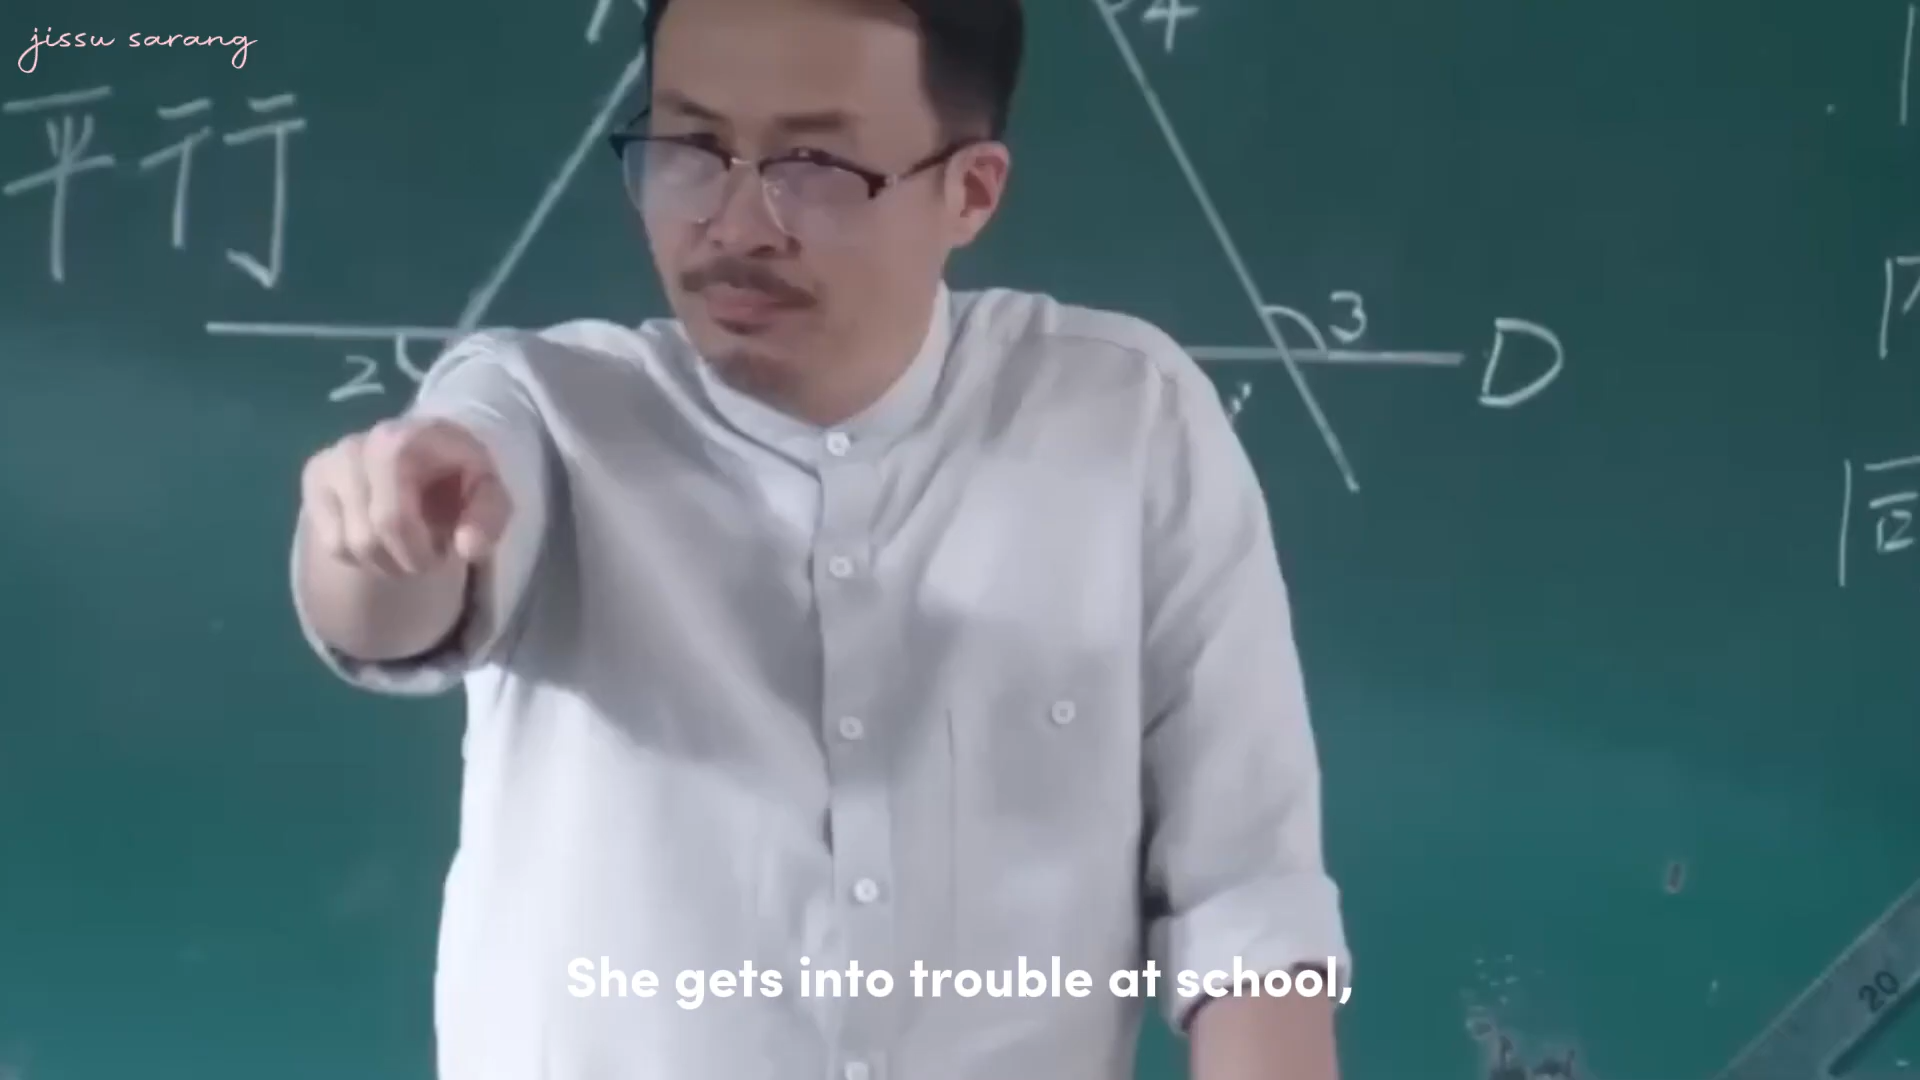 jissu sarang
4
平行
3
2
D
20
She gets into trouble at school,